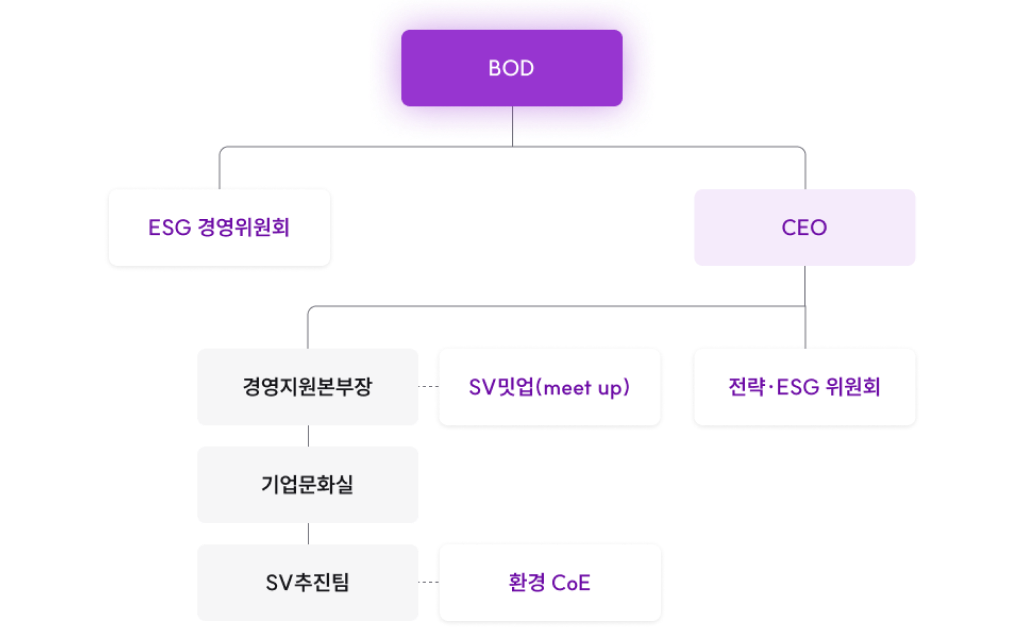 BOD
ESG 경영위원회
CEO
경영지원본부장
SV밋업(meet up)
전략·ESG 위원회
기업문화실
SV추진팀
환경 CoE